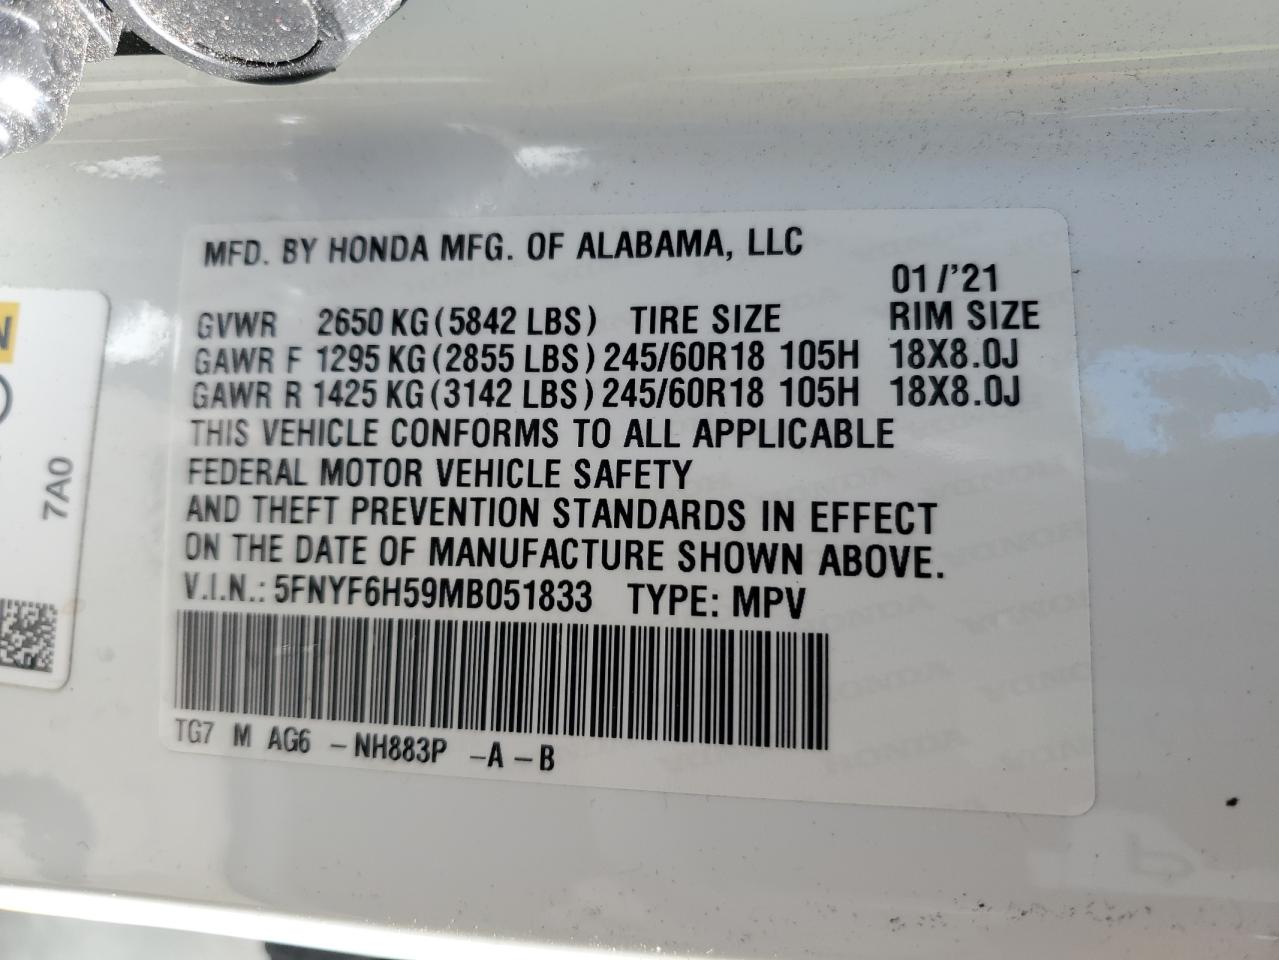 MFD. BY HONDA MFG. OF ALABAMA, LLC
01/'21
GVWR 2650 KG (5842 LBS) TIRE SIZE RIM SIZE
GAWR F 1295 KG (2855 LBS) 245/60R18 105H 18X8.0J
GAWR R 1425 KG (3142 LBS) 245/60R18 105H 18X8.0J
THIS VEHICLE CONFORMS TO ALL APPLICABLE
FEDERAL MOTOR VEHICLE SAFETY
AND THEFT PREVENTION STANDARDS IN EFFECT
ON THE DATE OF MANUFACTURE SHOWN ABOVE.
V.I.N.: 5FNYF6H59MB051833 TYPE: MPV
TG7 M AG6 -NH883P -A-B
7A0